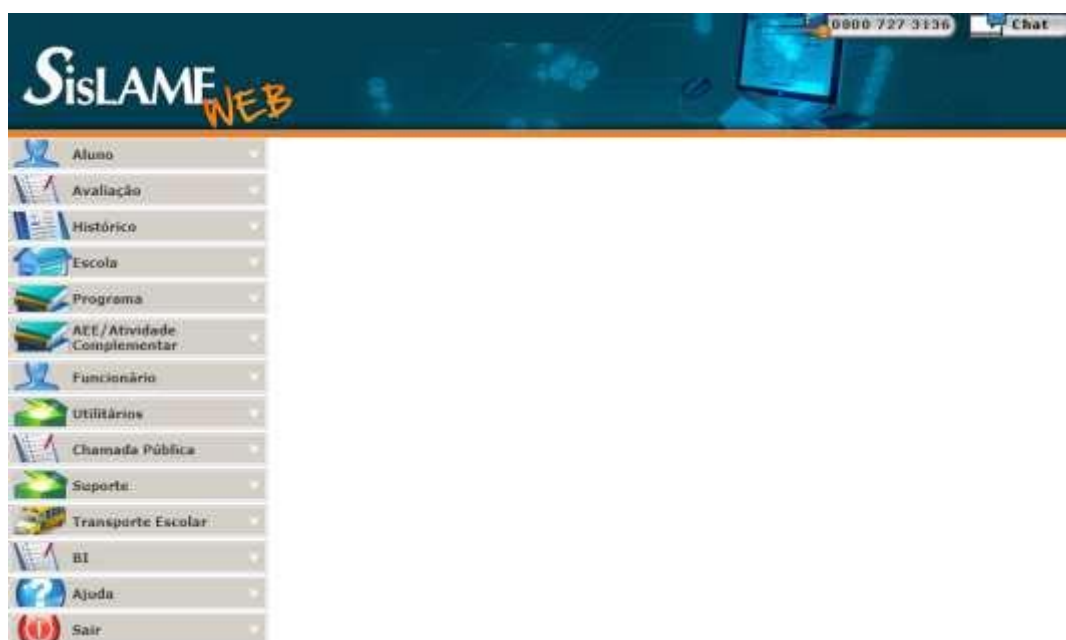 0800 727 3136
Chat
SisLAME
WEB
Aluno
Avaliação
Histórico
Escola
Programa
AEE/Atividade
Complementar
Funcionário
Utilitários
Chamada Pública
Suporte
Transporte Escolar
BI
Ajuda
Sair